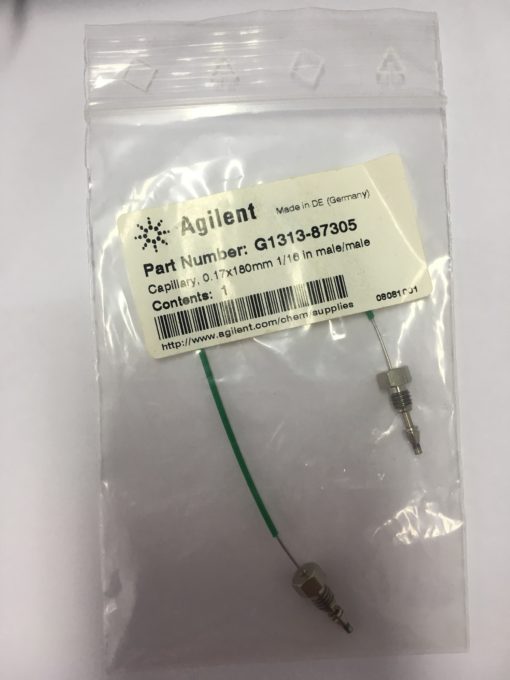 Agilent Made in DE (Germany)
Part Number: G1313-87305
Capillary, 0.17x180mm 1/16 in male/male
Contents: 1
08081001
http://www.agilent.com/chem/supplies